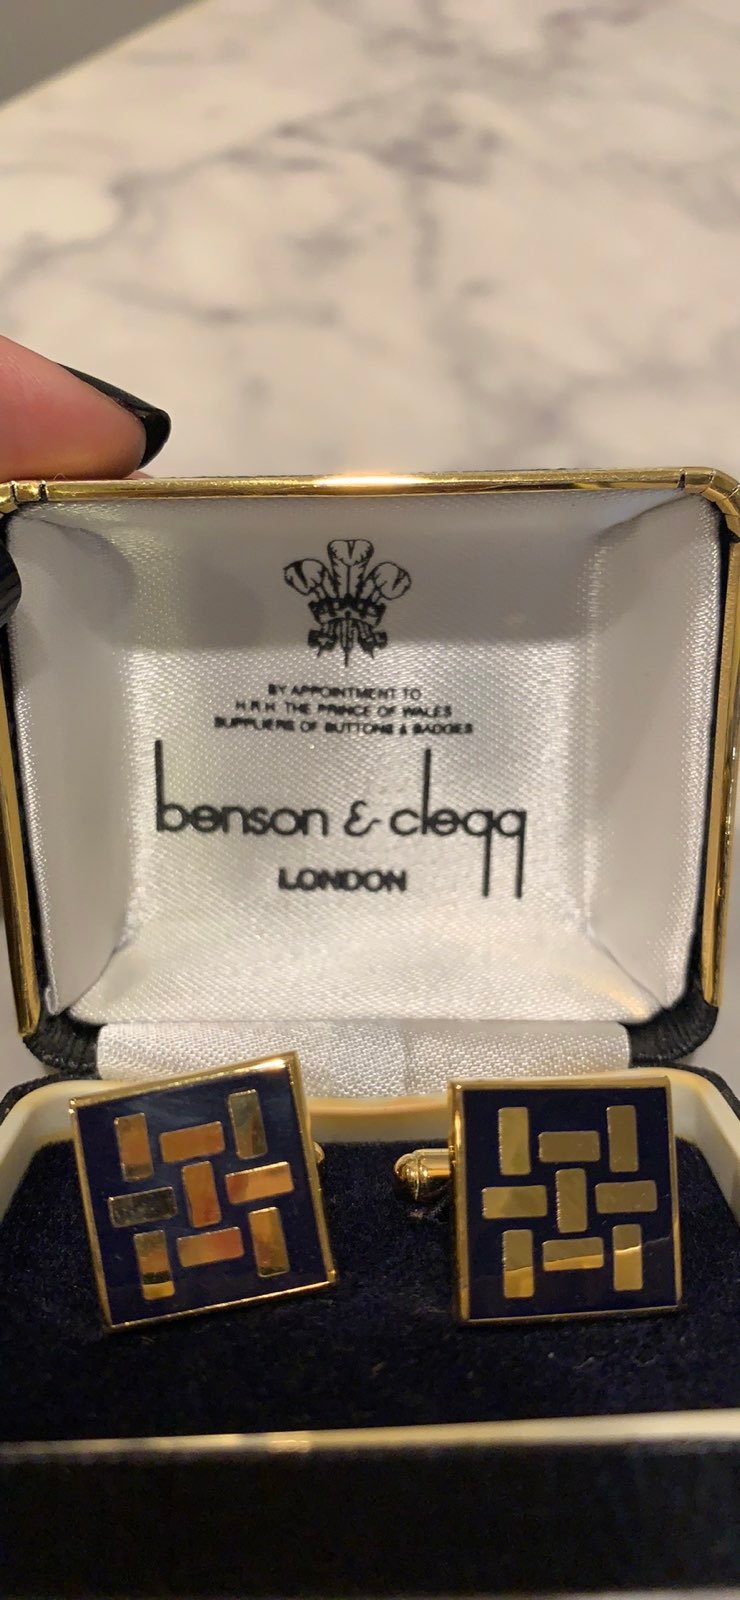 BY APPOINTMENT TO
H.R.H. THE PRINCE OF WALES
SUPPLIERS OF BUTTONS & BADGES
benson & clegg
LONDON